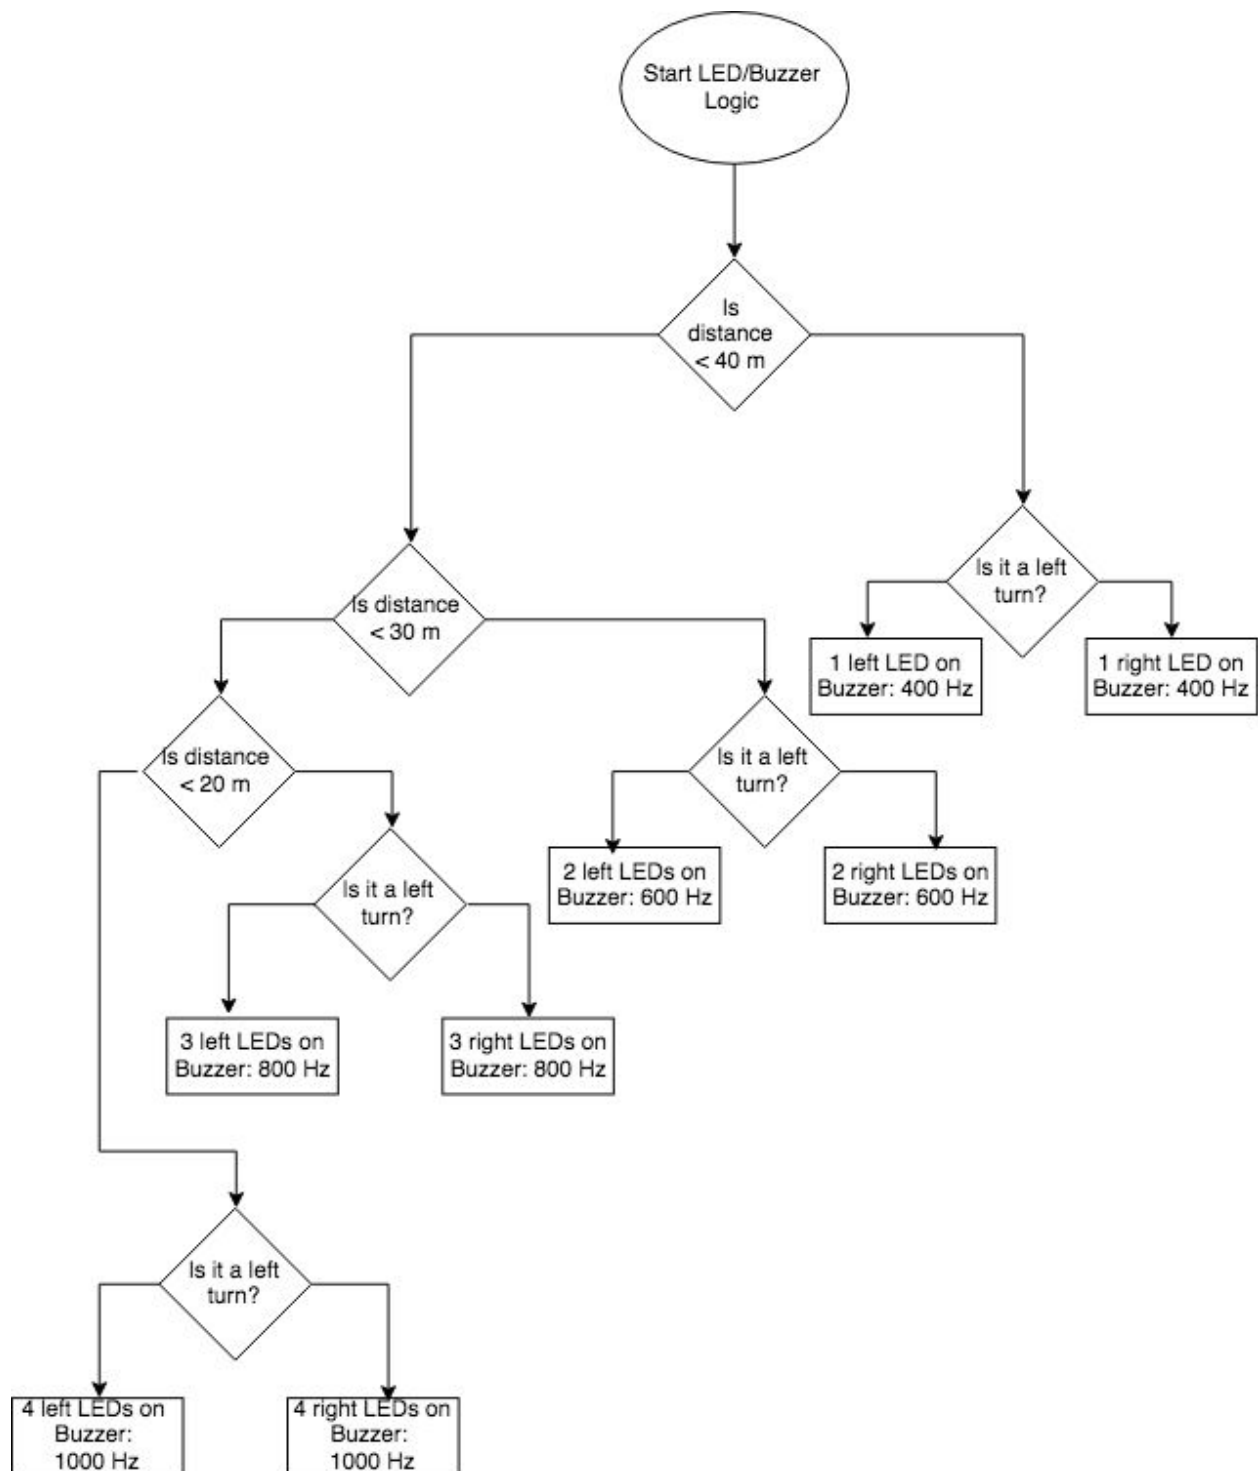 Start LED/Buzzer
Logic
Is
distance
< 40 m
Is distance
< 30 m
Is it a left
turn?
1 left LED on
Buzzer: 400 Hz
1 right LED on
Buzzer: 400 Hz
Is distance
< 20 m
Is it a left
turn?
2 left LEDs on
Buzzer: 600 Hz
2 right LEDs on
Buzzer: 600 Hz
Is it a left
turn?
3 left LEDs on
Buzzer: 800 Hz
3 right LEDs on
Buzzer: 800 Hz
Is it a left
turn?
4 left LEDs on
Buzzer:
1000 Hz
4 right LEDs on
Buzzer:
1000 Hz